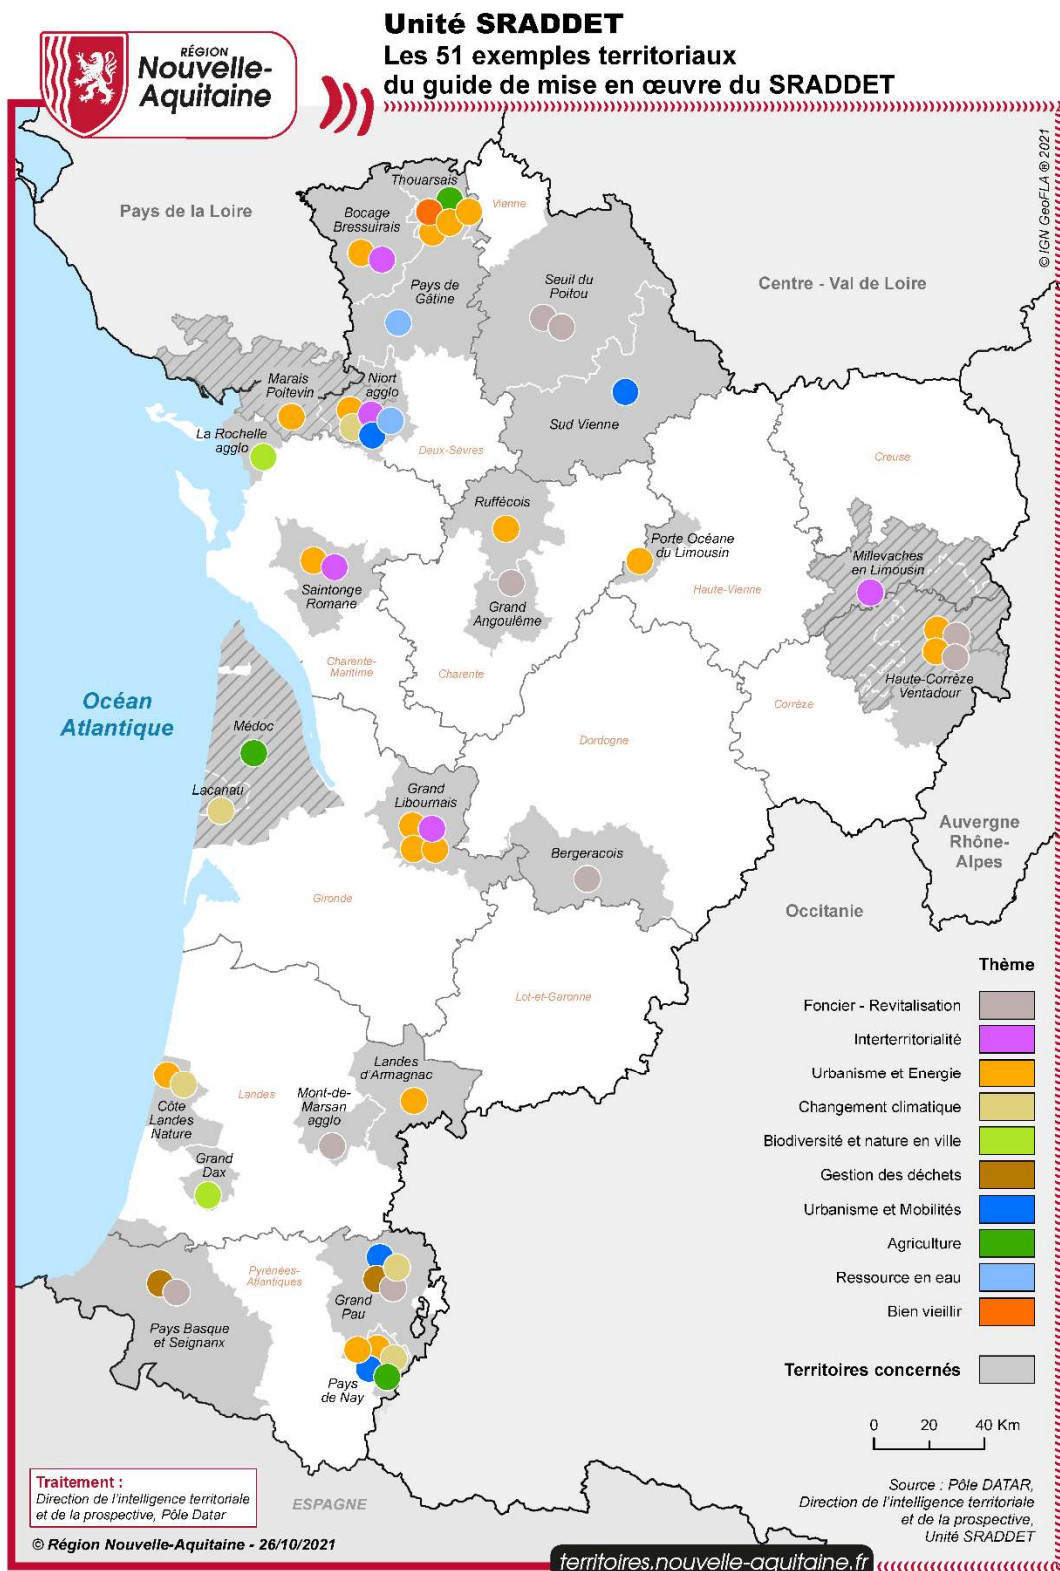 Unité SRADDET
Les 51 exemples territoriaux
du guide de mise en œuvre du SRADDET
RÉGION
Nouvelle-
Aquitaine
© IGN GeoFLA ® 2021
Pays de la Loire
Centre - Val de Loire
Thouarsais
Vienne
Bocage
Bressuirais
Pays de
Gâtine
Seuil du
Poitou
Marais
Poitevin
Niort
agglo
Sud Vienne
La Rochelle
agglo
Deux-Sèvres
Creuse
Ruffécois
Porte Océane
du Limousin
Millevaches
en Limousin
Saintonge
Romane
Grand
Angoulême
Haute-Vienne
Charente-
Maritime
Charente
Haute-Corrèze
Ventadour
Corrèze
Océan
Atlantique
Médoc
Dordogne
Lacanau
Grand
Libournais
Bergeracois
Auvergne
Rhône-
Alpes
Gironde
Occitanie
Lot-et-Garonne
Landes
d'Armagnac
Côte
Landes
Nature
Landes
Mont-de-
Marsan
agglo
Grand
Dax
Pyrénées-
Atlantiques
Grand
Pau
Pays Basque
et Seignanx
Pays
de Nay
ESPAGNE
Thème
Foncier - Revitalisation
Interterritorialité
Urbanisme et Energie
Changement climatique
Biodiversité et nature en ville
Gestion des déchets
Urbanisme et Mobilités
Agriculture
Ressource en eau
Bien vieillir
Territoires concernés
0 20 40 Km
Traitement :
Direction de l'intelligence territoriale
et de la prospective, Pôle Datar
Source : Pôle DATAR,
Direction de l'intelligence territoriale
et de la prospective,
Unité SRADDET
© Région Nouvelle-Aquitaine - 26/10/2021
territoires.nouvelle-aquitaine.fr